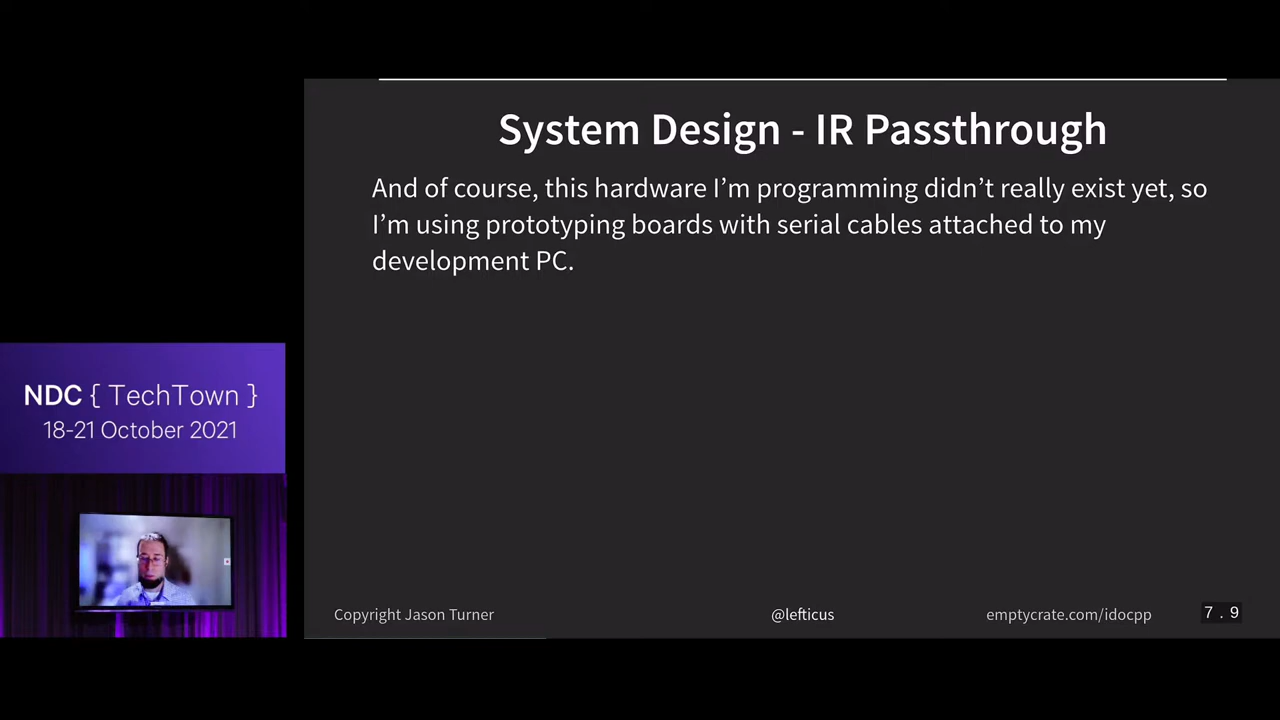 System Design - IR Passthrough
And of course, this hardware I'm programming didn't really exist yet, so
I'm using prototyping boards with serial cables attached to my
development PC.
NDC { TechTown }
18-21 October 2021
Copyright Jason Turner
@lefticus
emptycrate.com/idocpp
7 . 9